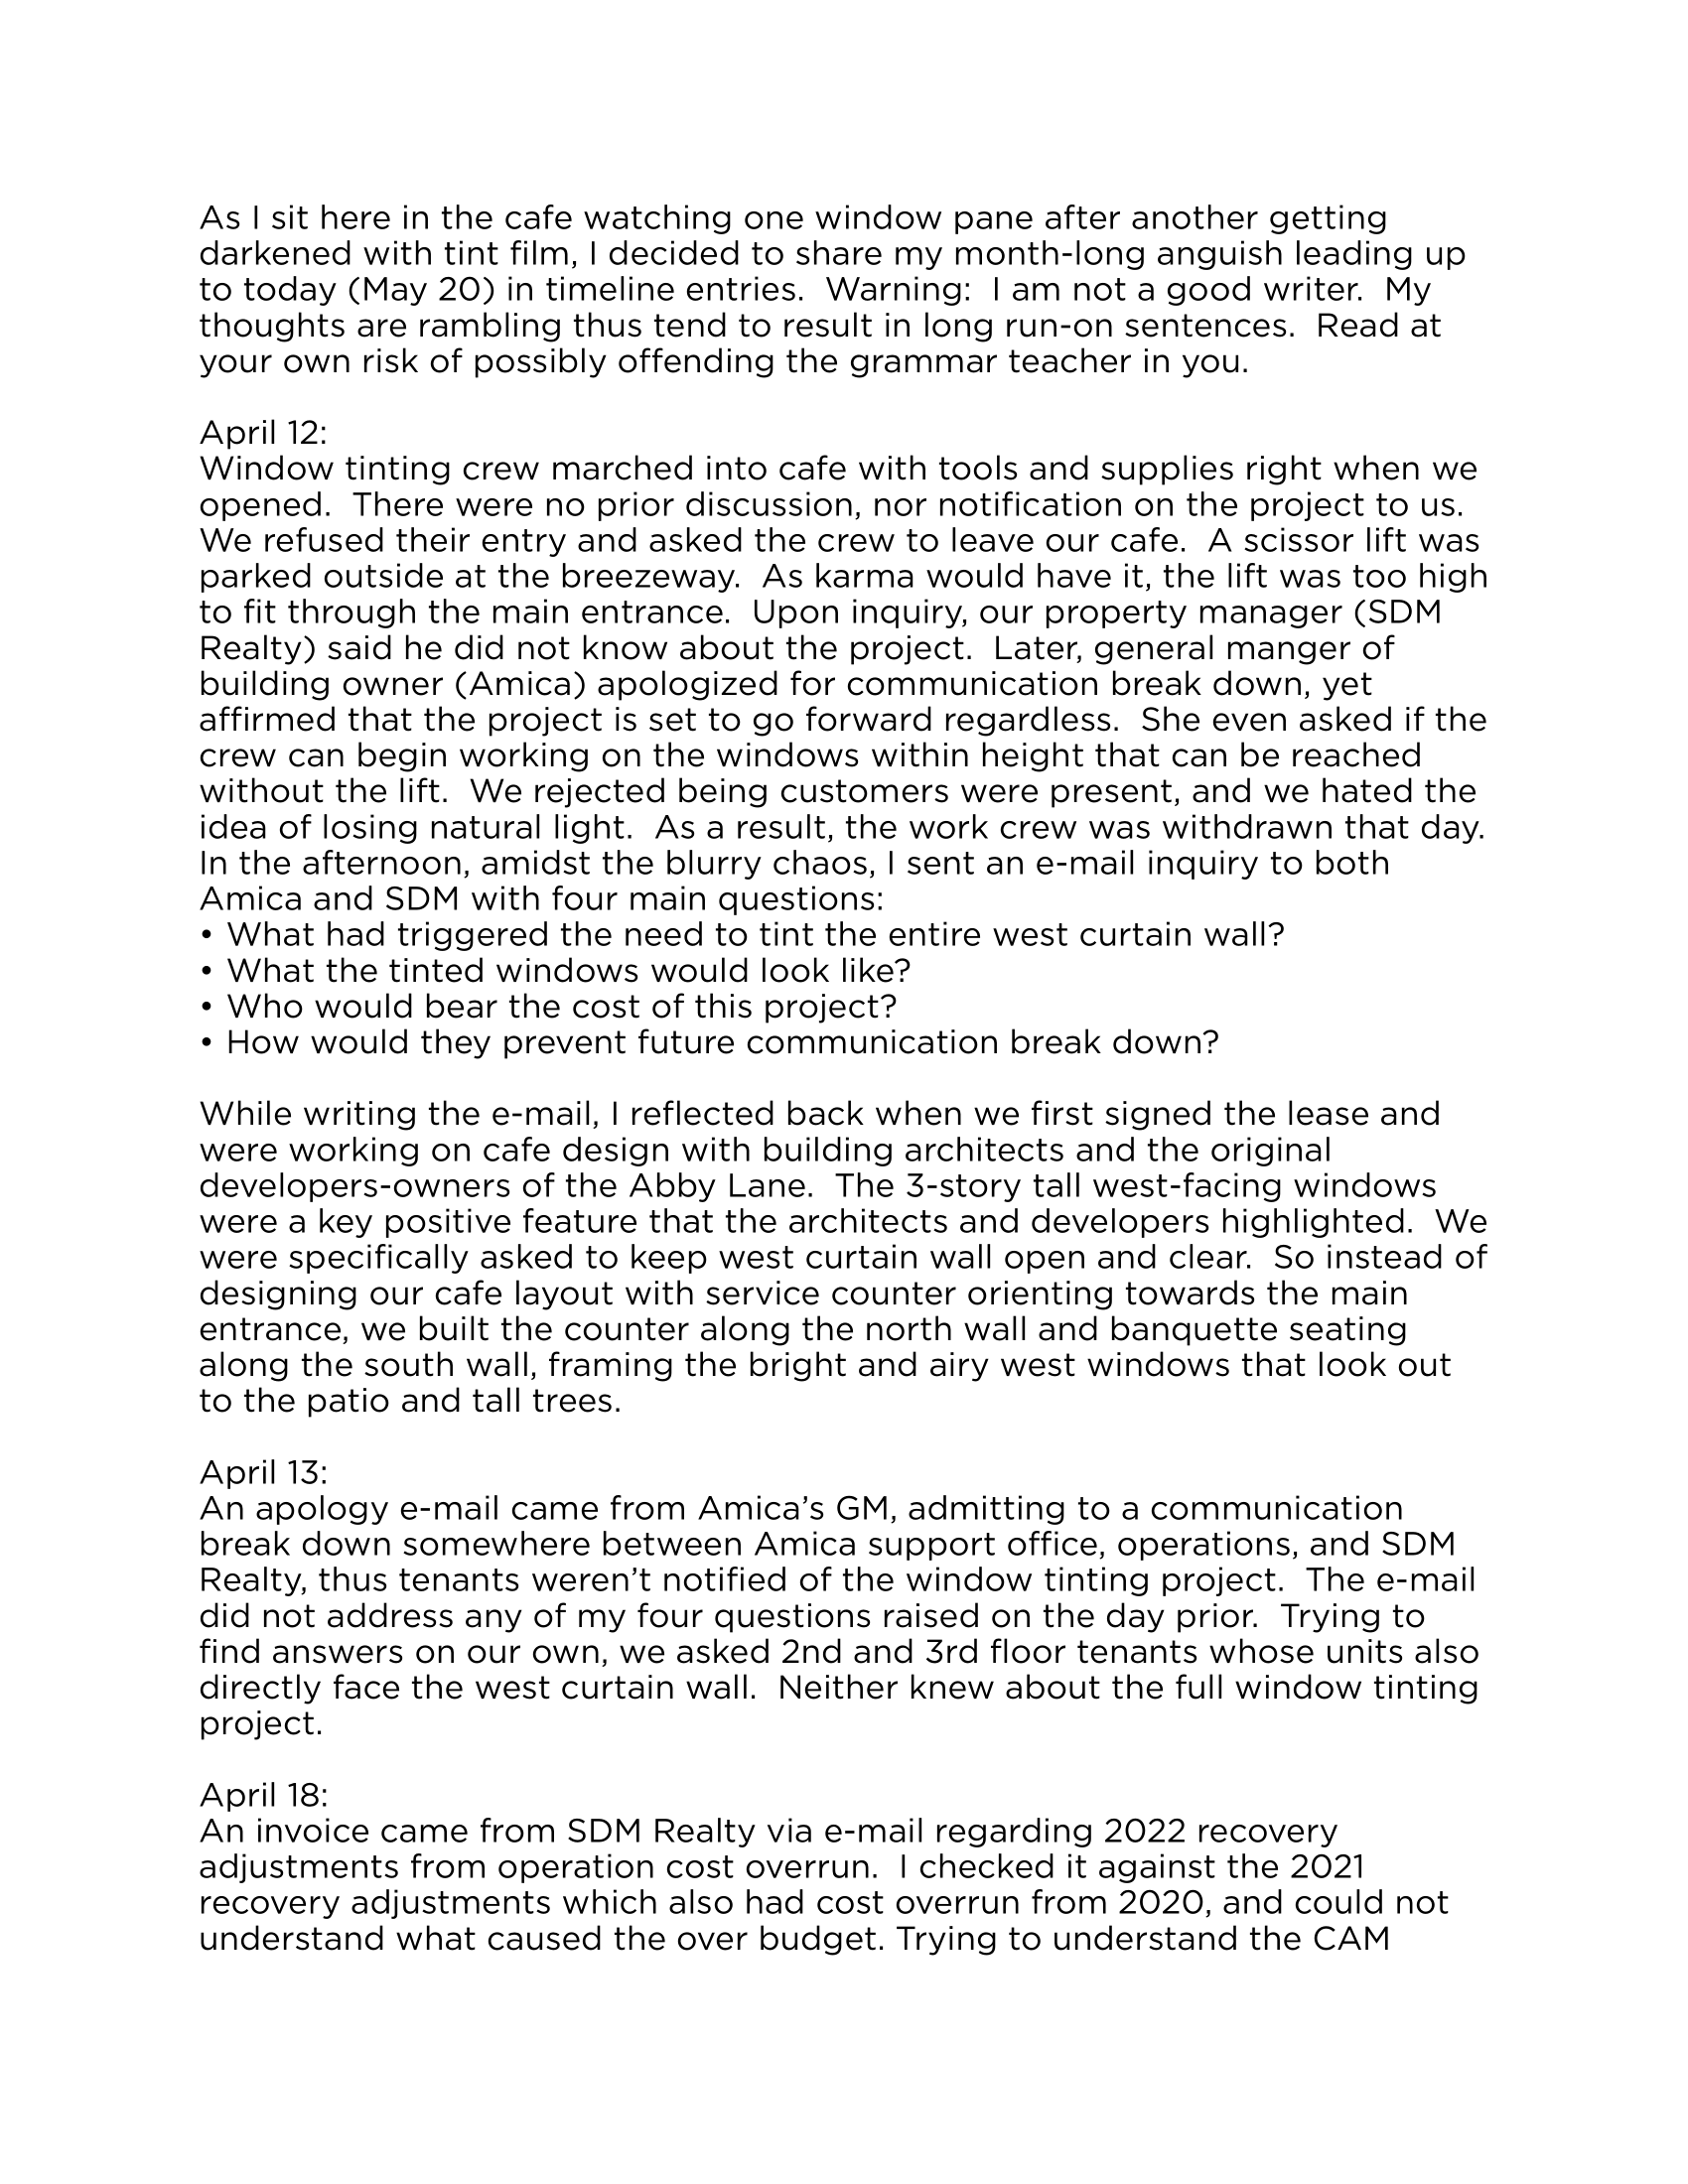 As I sit here in the cafe watching one window pane after another getting
darkened with tint film, I decided to share my month-long anguish leading up
to today (May 20) in timeline entries.  Warning:  I am not a good writer.  My
thoughts are rambling thus tend to result in long run-on sentences.  Read at
your own risk of possibly offending the grammar teacher in you.

April 12:
Window tinting crew marched into cafe with tools and supplies right when we
opened.  There were no prior discussion, nor notification on the project to us.
We refused their entry and asked the crew to leave our cafe.  A scissor lift was
parked outside at the breezeway.  As karma would have it, the lift was too high
to fit through the main entrance.  Upon inquiry, our property manager (SDM
Realty) said he did not know about the project.  Later, general manger of
building owner (Amica) apologized for communication break down, yet
affirmed that the project is set to go forward regardless.  She even asked if the
crew can begin working on the windows within height that can be reached
without the lift.  We rejected being customers were present, and we hated the
idea of losing natural light.  As a result, the work crew was withdrawn that day.
In the afternoon, amidst the blurry chaos, I sent an e-mail inquiry to both
Amica and SDM with four main questions:
• What had triggered the need to tint the entire west curtain wall?
• What the tinted windows would look like?
• Who would bear the cost of this project?
• How would they prevent future communication break down?

While writing the e-mail, I reflected back when we first signed the lease and
were working on cafe design with building architects and the original
developers-owners of the Abby Lane.  The 3-story tall west-facing windows
were a key positive feature that the architects and developers highlighted.  We
were specifically asked to keep west curtain wall open and clear.  So instead of
designing our cafe layout with service counter orienting towards the main
entrance, we built the counter along the north wall and banquette seating
along the south wall, framing the bright and airy west windows that look out
to the patio and tall trees.

April 13:
An apology e-mail came from Amica’s GM, admitting to a communication
break down somewhere between Amica support office, operations, and SDM
Realty, thus tenants weren’t notified of the window tinting project.  The e-mail
did not address any of my four questions raised on the day prior.  Trying to
find answers on our own, we asked 2nd and 3rd floor tenants whose units also
directly face the west curtain wall.  Neither knew about the full window tinting
project.

April 18:
An invoice came from SDM Realty via e-mail regarding 2022 recovery
adjustments from operation cost overrun.  I checked it against the 2021
recovery adjustments which also had cost overrun from 2020, and could not
understand what caused the over budget. Trying to understand the CAM